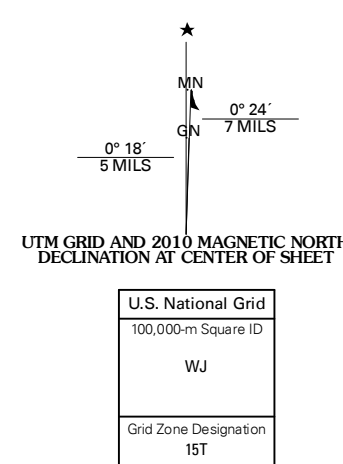 ★
MN
0° 24´
7 MILS
GN
0° 18´
5 MILS
UTM GRID AND 2010 MAGNETIC NORTH
DECLINATION AT CENTER OF SHEET
U.S. National Grid
100,000-m Square ID
WJ
Grid Zone Designation
15T